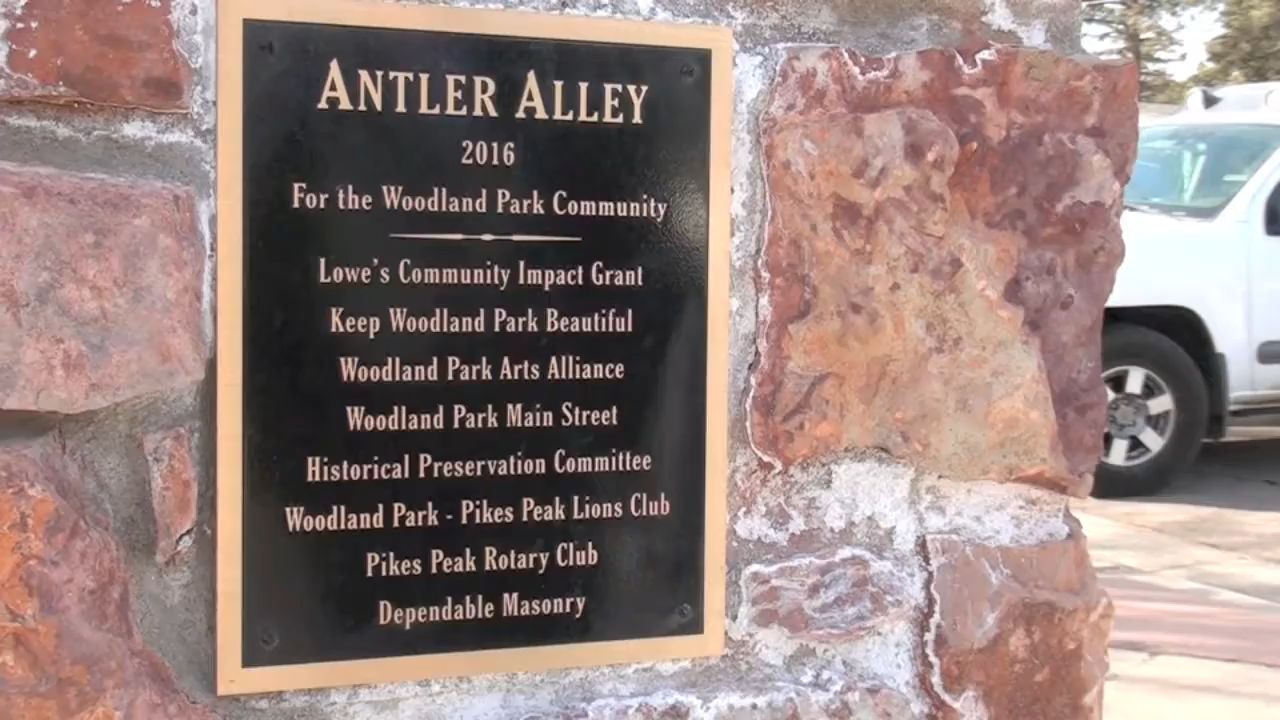 ANTLER ALLEY
2016
For the Woodland Park Community
Lowe's Community Impact Grant
Keep Woodland Park Beautiful
Woodland Park Arts Alliance
Woodland Park Main Street
Historical Preservation Committee
Woodland Park - Pikes Peak Lions Club
Pikes Peak Rotary Club
Dependable Masonry